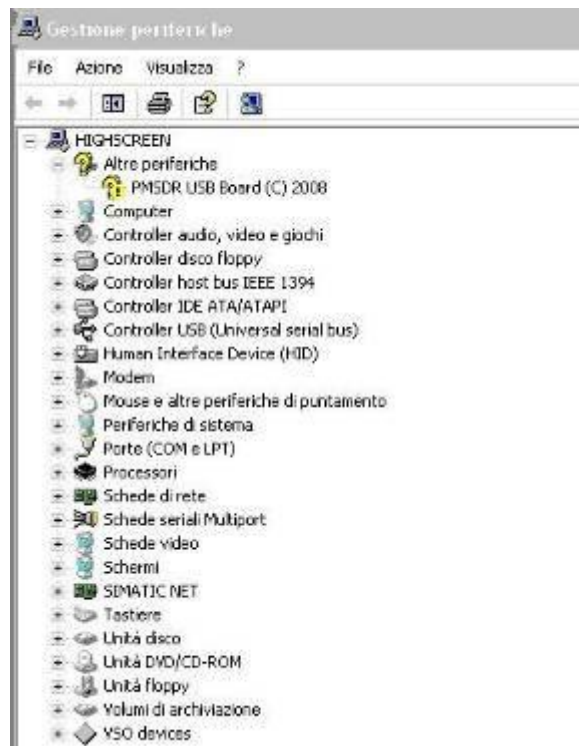 Gestione periferiche
File Azione Visualizza ?
HIGHSCREEN
Altre periferiche
PMSDR USB Board (C) 2008
Computer
Controller audio, video e giochi
Controller disco floppy
Controller host bus IEEE 1394
Controller IDE ATA/ATAPI
Controller USB (Universal serial bus)
Human Interface Device (HID)
Modem
Mouse e altre periferiche di puntamento
Periferiche di sistema
Porte (COM e LPT)
Processori
Schede di rete
Schede seriali Multiport
Schede video
Schermi
SIMATIC NET
Tastiere
Unità disco
Unità DVD/CD-ROM
Unità floppy
Volumi di archiviazione
VSO devices